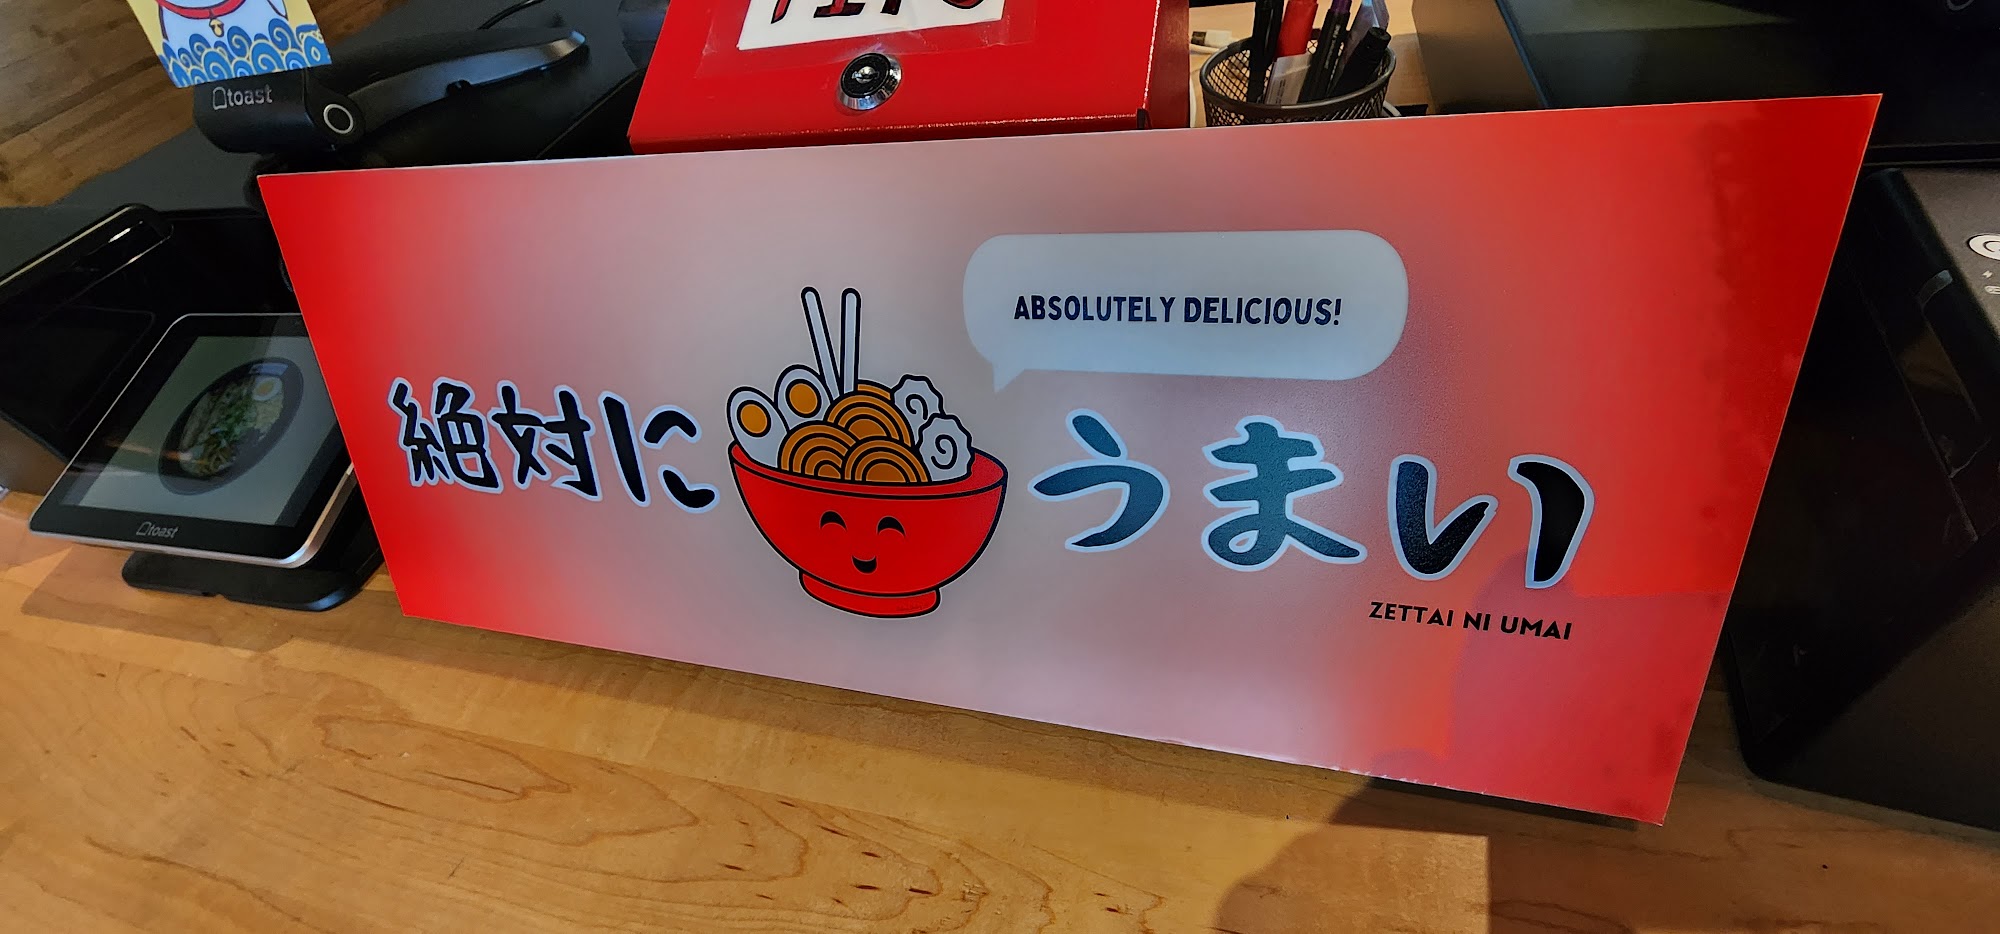 toast
toast
ABSOLUTELY DELICIOUS!
絶対に うまい
ZETTAI NI UMAI